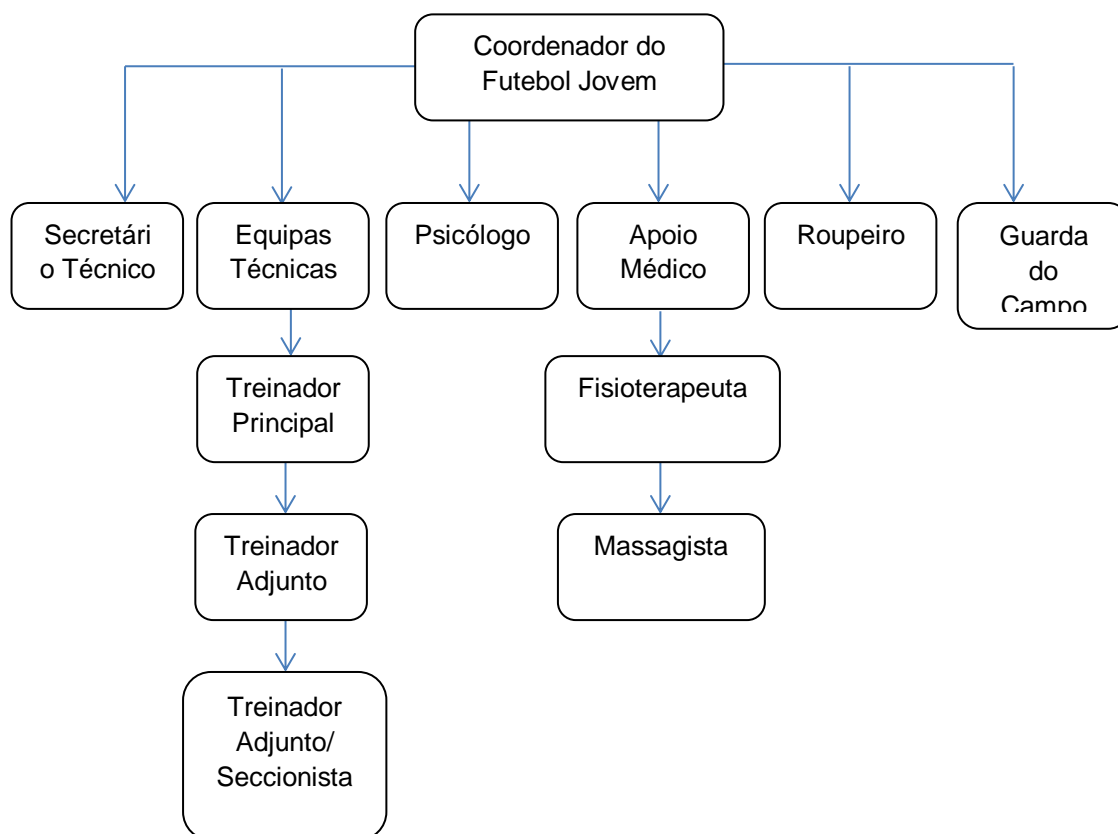 Coordenador do
Futebol Jovem
Secretári
o Técnico
Equipas
Técnicas
Psicólogo
Apoio
Médico
Roupeiro
Guarda
do
Campo
Treinador
Principal
Fisioterapeuta
Treinador
Adjunto
Massagista
Treinador
Adjunto/
Seccionista